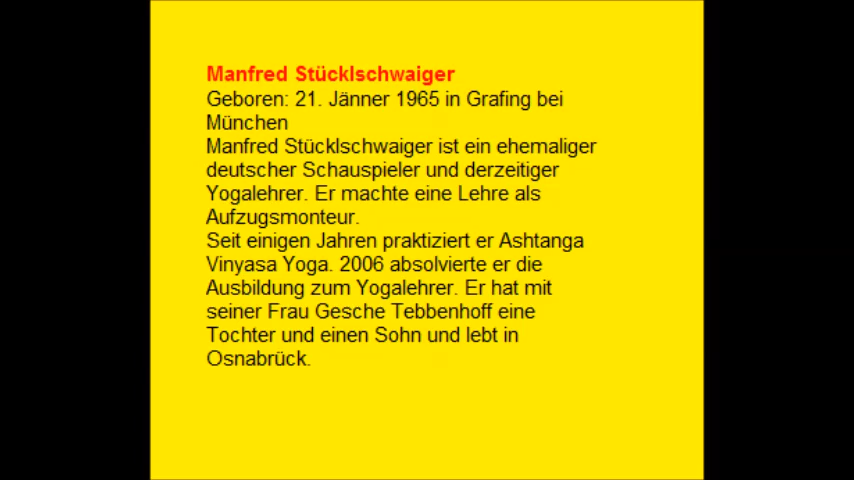 Manfred Stücklschwaiger
Geboren: 21. Jänner 1965 in Grafing bei
München
Manfred Stücklschwaiger ist ein ehemaliger
deutscher Schauspieler und derzeitiger
Yogalehrer. Er machte eine Lehre als
Aufzugsmonteur.
Seit einigen Jahren praktiziert er Ashtanga
Vinyasa Yoga. 2006 absolvierte er die
Ausbildung zum Yogalehrer. Er hat mit
seiner Frau Gesche Tebbenhoff eine
Tochter und einen Sohn und lebt in
Osnabrück.